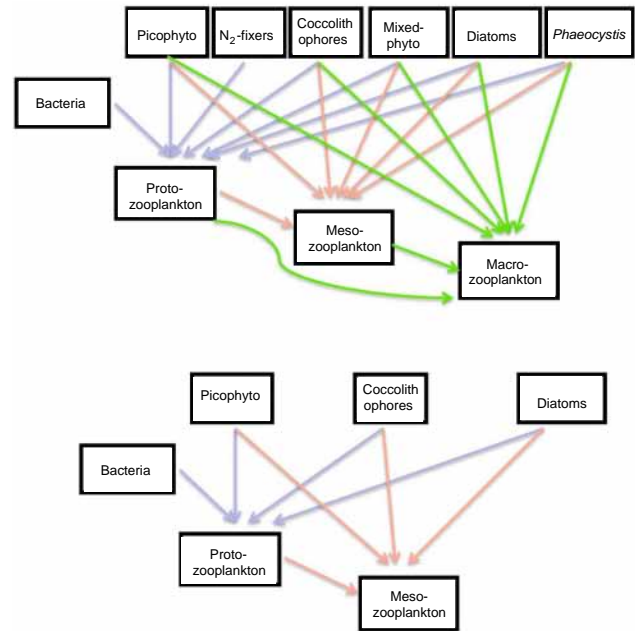 Picophyto
N₂-fixers
Coccolith
ophores
Mixed-
phyto
Diatoms
Phaeocystis
Bacteria
Proto-
zooplankton
Meso-
zooplankton
Macro-
zooplankton
Picophyto
Coccolith
ophores
Diatoms
Bacteria
Proto-
zooplankton
Meso-
zooplankton